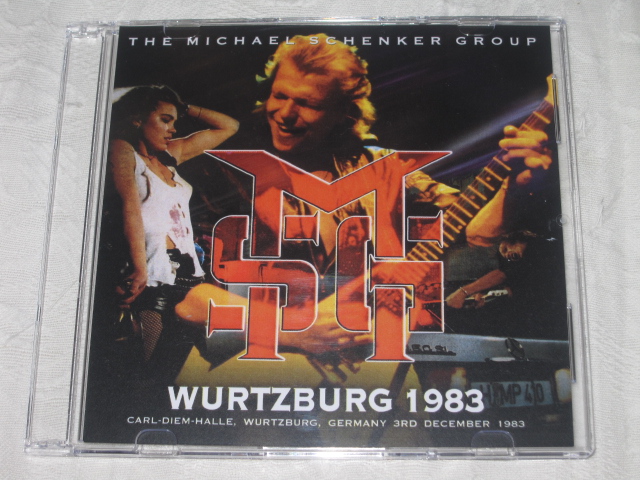 THE MICHAEL SCHENKER GROUP
MSG
WURTZBURG 1983
CARL-DIEM-HALLE, WURTZBURG, GERMANY 3RD DECEMBER 1983